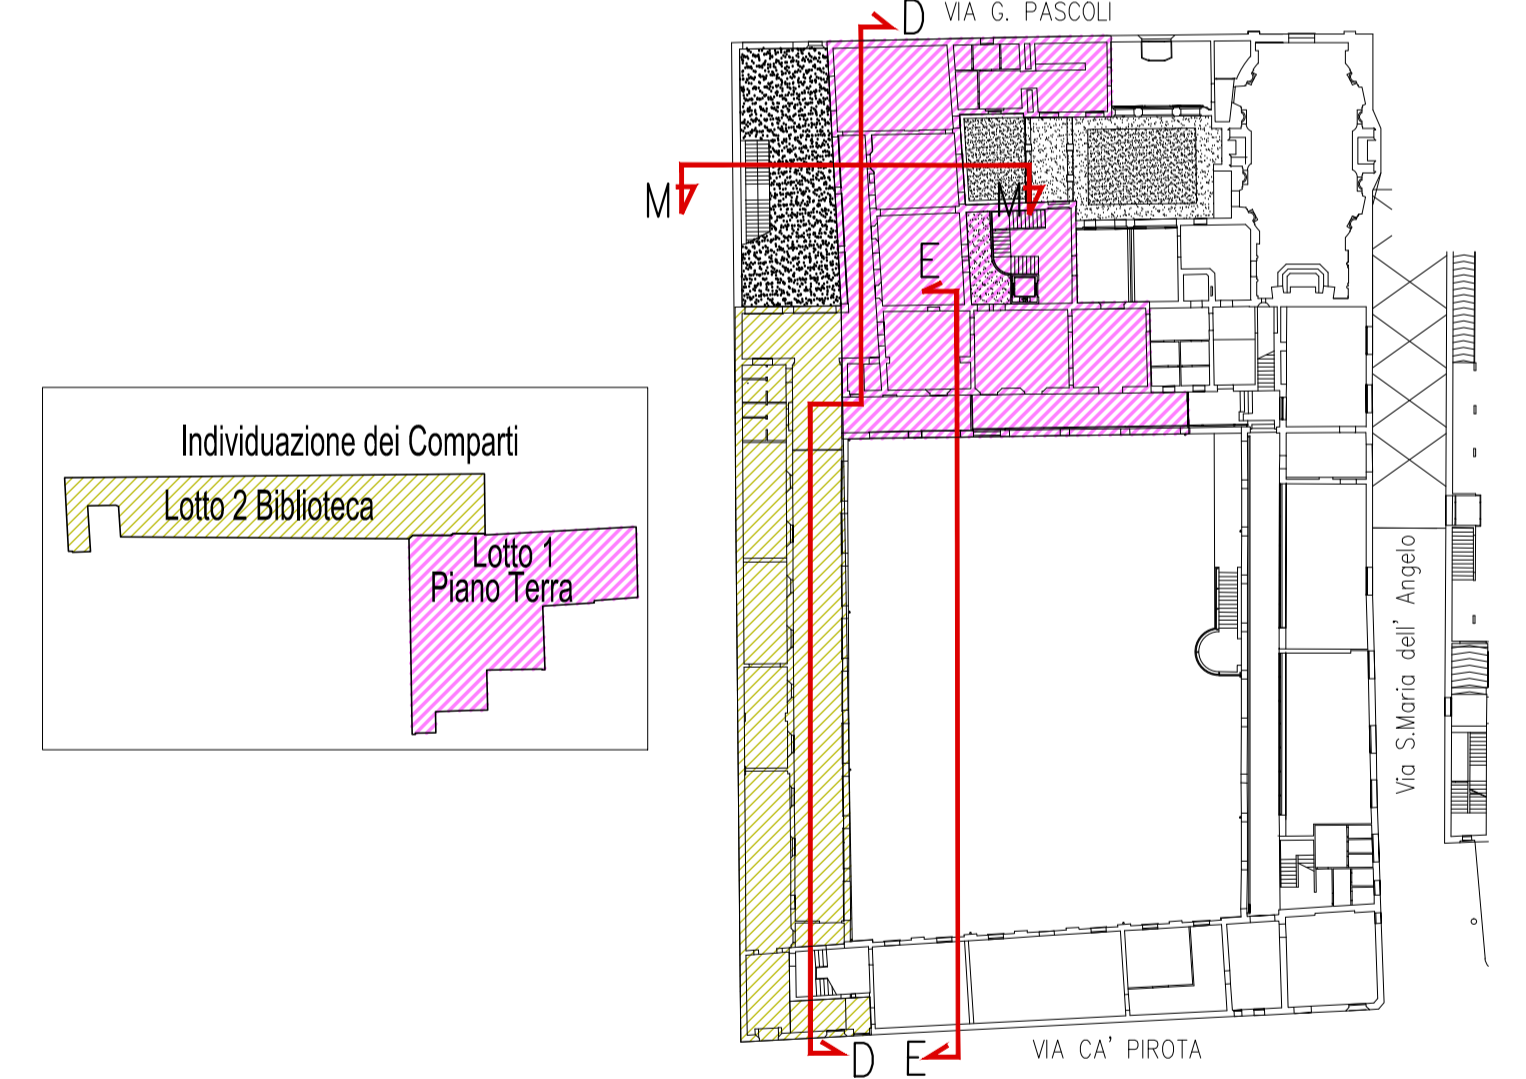 D VIA G. PASCOLI
M
M
E
Individuazione dei Comparti
Lotto 2 Biblioteca
Lotto 1
Piano Terra
Via S.Maria dell' Angelo
D
E
VIA CA' PIROTA